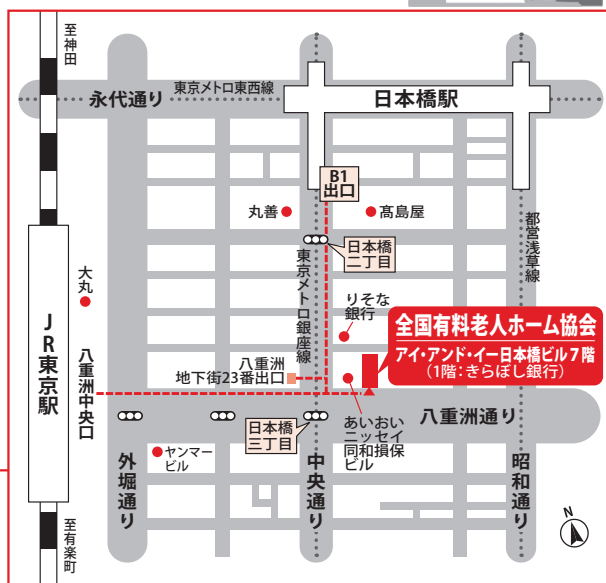 至神田
東京メトロ東西線
永代通り
日本橋駅
B1
出口
丸善
髙島屋
日本橋
二丁目
都営浅草線
東京メトロ銀座線
大丸
りそな
銀行
JR東京駅
八重洲中央口
全国有料老人ホーム協会
アイ・アンド・イー日本橋ビル7階
(1階:きらぼし銀行)
八重洲
地下街23番出口
八重洲通り
日本橋
三丁目
あいおい
ニッセイ
同和損保
ビル
ヤンマー
ビル
外堀通り
中央通り
昭和通り
至有楽町
N